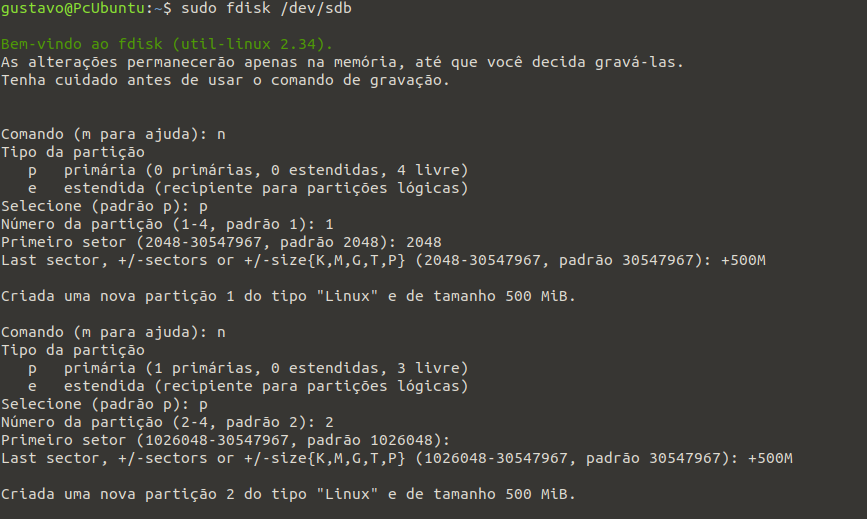 gustavo@PcUbuntu:~$ sudo fdisk /dev/sdb
Bem-vindo ao fdisk (util-linux 2.34).
As alterações permanecerão apenas na memória, até que você decida gravá-las.
Tenha cuidado antes de usar o comando de gravação.
Comando (m para ajuda): n
Tipo da partição
   p   primária (0 primárias, 0 estendidas, 4 livre)
   e   estendida (recipiente para partições lógicas)
Selecione (padrão p): p
Número da partição (1-4, padrão 1): 1
Primeiro setor (2048-30547967, padrão 2048): 2048
Last sector, +/-sectors or +/-size{K,M,G,T,P} (2048-30547967, padrão 30547967): +500M
Criada uma nova partição 1 do tipo "Linux" e de tamanho 500 MiB.
Comando (m para ajuda): n
Tipo da partição
   p   primária (1 primárias, 0 estendidas, 3 livre)
   e   estendida (recipiente para partições lógicas)
Selecione (padrão p): p
Número da partição (2-4, padrão 2): 2
Primeiro setor (1026048-30547967, padrão 1026048):
Last sector, +/-sectors or +/-size{K,M,G,T,P} (1026048-30547967, padrão 30547967): +500M
Criada uma nova partição 2 do tipo "Linux" e de tamanho 500 MiB.